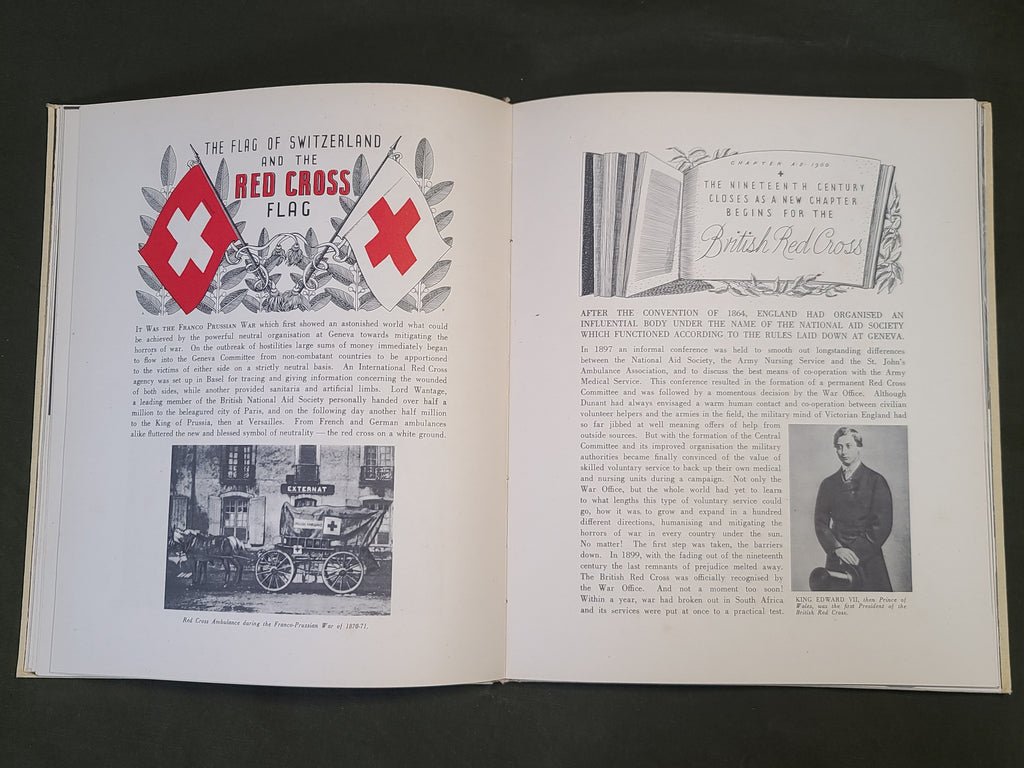 THE FLAG OF SWITZERLAND
AND THE
RED CROSS
FLAG
IT WAS THE FRANCO PRUSSIAN WAR which first showed an astonished world what could
be achieved by the powerful neutral organisation at Geneva towards mitigating the
horrors of war. On the outbreak of hostilities large sums of money immediately began
to flow into the Geneva Committee from non-combatant countries to be apportioned
to the victims of either side on a strictly neutral basis. An International Red Cross
agency was set up in Basel for tracing and giving information concerning the wounded
of both sides, while another provided sanitaria and artificial limbs. Lord Wantage,
a leading member of the British National Aid Society personally handed over half a
million to the beleagured city of Paris, and on the following day another half million
to the King of Prussia, then at Versailles. From French and German ambulances
alike fluttered the new and blessed symbol of neutrality — the red cross on a white ground.
EXTERNAT
Red Cross Ambulance during the Franco-Prussian War of 1870-71.
CHAPTER A.D. 1900
THE NINETEENTH CENTURY
CLOSES AS A NEW CHAPTER
BEGINS FOR THE
British Red Cross
AFTER THE CONVENTION OF 1864, ENGLAND HAD ORGANISED AN
INFLUENTIAL BODY UNDER THE NAME OF THE NATIONAL AID SOCIETY
WHICH FUNCTIONED ACCORDING TO THE RULES LAID DOWN AT GENEVA.
In 1897 an informal conference was held to smooth out longstanding differences
between the National Aid Society, the Army Nursing Service and the St. John's
Ambulance Association, and to discuss the best means of co-operation with the Army
Medical Service. This conference resulted in the formation of a permanent Red Cross
Committee and was followed by a momentous decision by the War Office. Although
Dunant had always envisaged a warm human contact and co-operation between civilian
volunteer helpers and the armies in the field, the military mind of Victorian England had
so far jibbed at well meaning offers of help from
outside sources. But with the formation of the Central
Committee and its improved organisation the military
authorities became finally convinced of the value of
skilled voluntary service to back up their own medical
and nursing units during a campaign. Not only the
War Office, but the whole world had yet to learn
to what lengths this type of voluntary service could
go, how it was to grow and expand in a hundred
different directions, humanising and mitigating the
horrors of war in every country under the sun.
No matter! The first step was taken, the barriers
down. In 1899, with the fading out of the nineteenth
century the last remnants of prejudice melted away.
The British Red Cross was officially recognised by
the War Office. And not a moment too soon!
Within a year, war had broken out in South Africa
and its services were put at once to a practical test.
KING EDWARD VII, then Prince of
Wales, was the first President of the
British Red Cross.